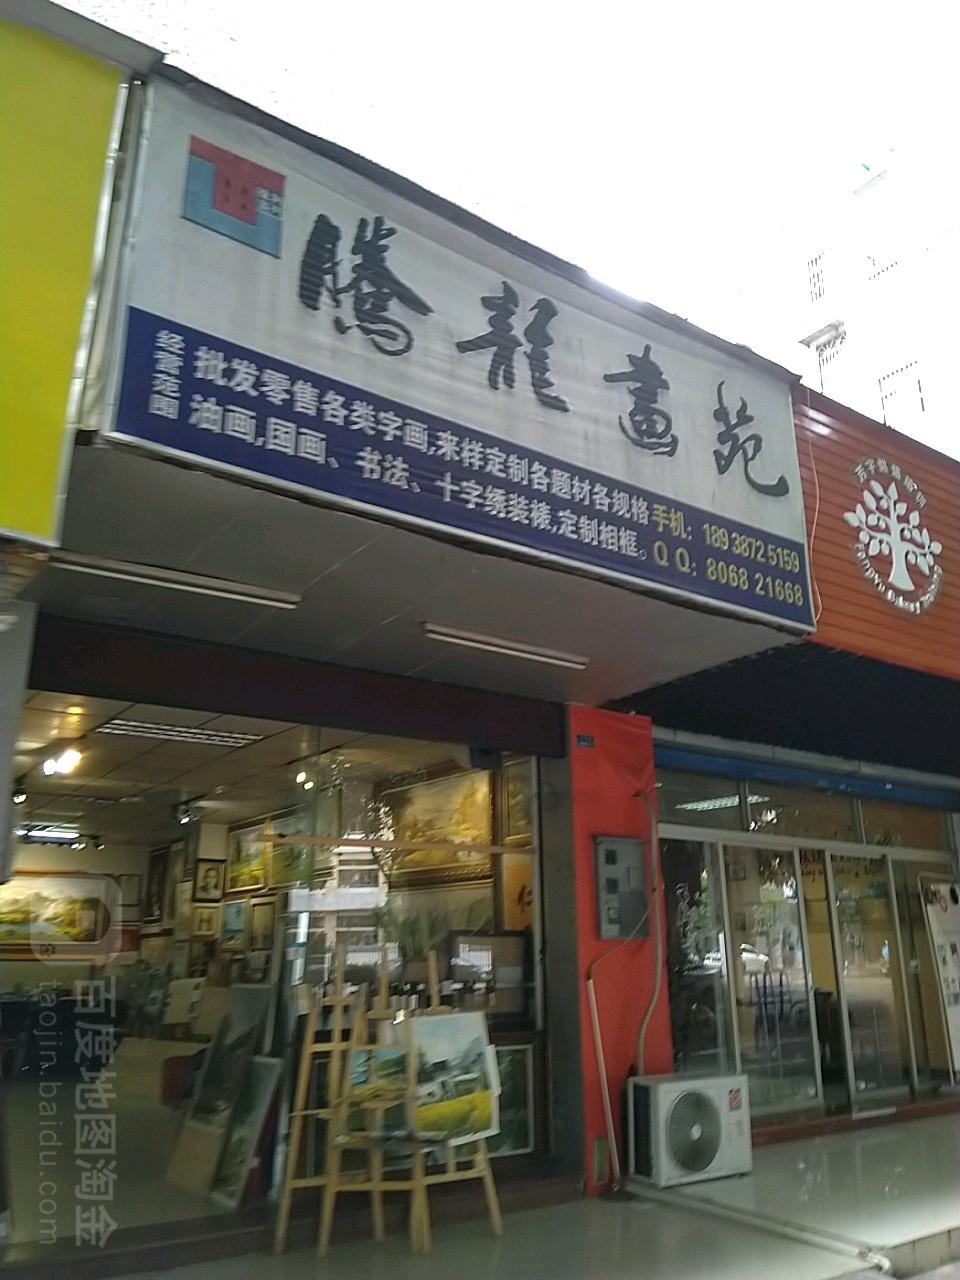 騰龍畫苑
经营范围
批发零售各类字画,来样定制各题材各规格
油画,国画、书法、十字绣装裱,定制相框。
手机: 189 3872 5159
Q Q: 8068 21668
百度地图淘金
taojin.baidu.com